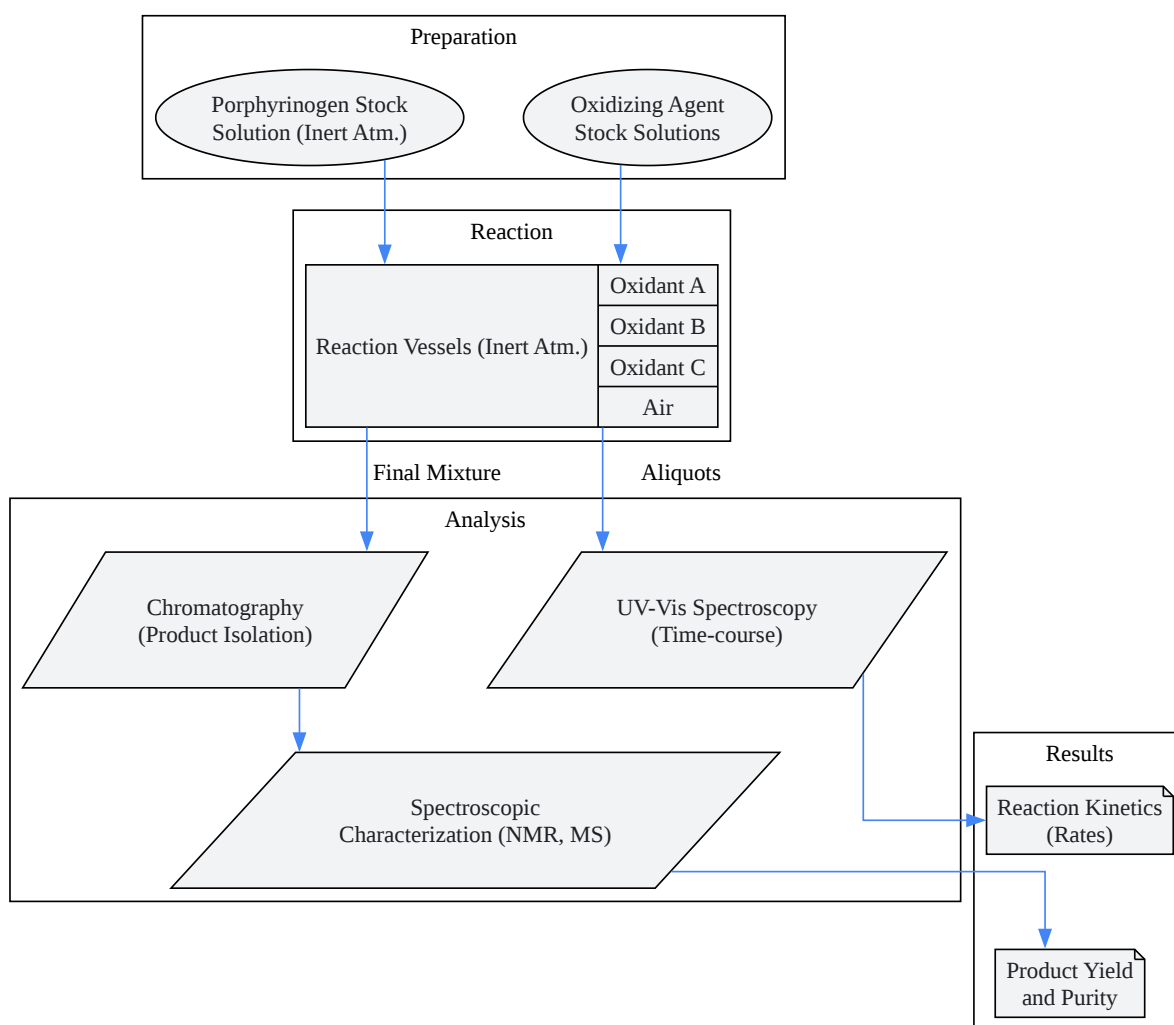 Preparation
Porphyrinogen Stock
Solution (Inert Atm.)
Oxidizing Agent
Stock Solutions
Reaction
Reaction Vessels (Inert Atm.)
Oxidant A
Oxidant B
Oxidant C
Air
Final Mixture
Aliquots
Analysis
Chromatography
(Product Isolation)
UV-Vis Spectroscopy
(Time-course)
Spectroscopic
Characterization (NMR, MS)
Results
Reaction Kinetics
(Rates)
Product Yield
and Purity